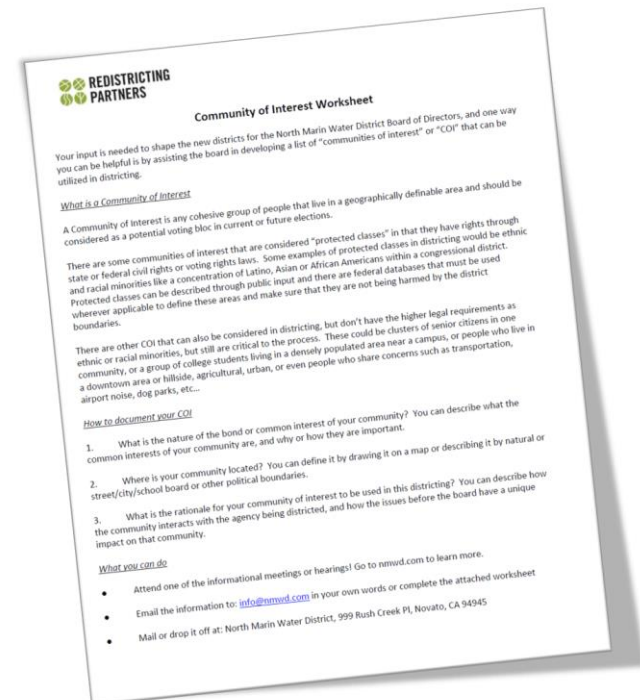 REDISTRICTING
PARTNERS
Community of Interest Worksheet
Your input is needed to shape the new districts for the North Marin Water District Board of Directors, and one way
you can be helpful is by assisting the board in developing a list of "communities of interest" or "COI" that can be
utilized in districting.
What is a Community of Interest
A Community of Interest is any cohesive group of people that live in a geographically definable area and should be
considered as a potential voting bloc in current or future elections.
There are some communities of interest that are considered "protected classes" in that they have rights through
state or federal civil rights or voting rights laws. Some examples of protected classes in districting would be ethnic
and racial minorities like a concentration of Latino, Asian or African Americans within a congressional district.
Protected classes can be described through public input and there are federal databases that must be used
wherever applicable to define these areas and make sure that they are not being harmed by the district
boundaries.
There are other COI that can also be considered in districting, but don't have the higher legal requirements as
ethnic or racial minorities, but still are critical to the process. These could be clusters of senior citizens in one
community, or a group of college students living in a densely populated area near a campus, or people who live in
a downtown area or hillside, agricultural, urban, or even people who share concerns such as transportation,
airport noise, dog parks, etc...
How to document your COI
1. What is the nature of the bond or common interest of your community? You can describe what the
common interests of your community are, and why or how they are important.
2. Where is your community located? You can define it by drawing it on a map or describing it by natural or
street/city/school board or other political boundaries.
3. What is the rationale for your community of interest to be used in this districting? You can describe how
the community interacts with the agency being districted, and how the issues before the board have a unique
impact on that community.
What you can do
• Attend one of the informational meetings or hearings! Go to nmwd.com to learn more.
• Email the information to: info@nmwd.com in your own words or complete the attached worksheet
• Mail or drop it off at: North Marin Water District, 999 Rush Creek Pl, Novato, CA 94945